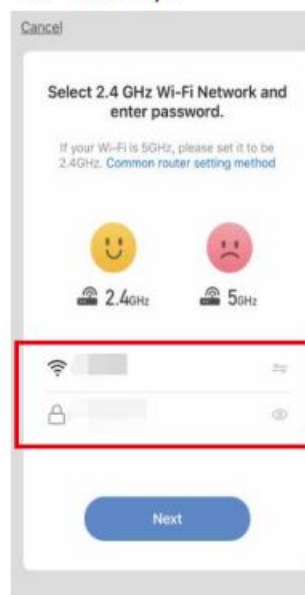 Cancel
Select 2.4 GHz Wi-Fi Network and
enter password.
If your Wi-Fi is 5GHz, please set it to be
2.4GHz. Common router setting method
2.4GHz
5GHz
Next